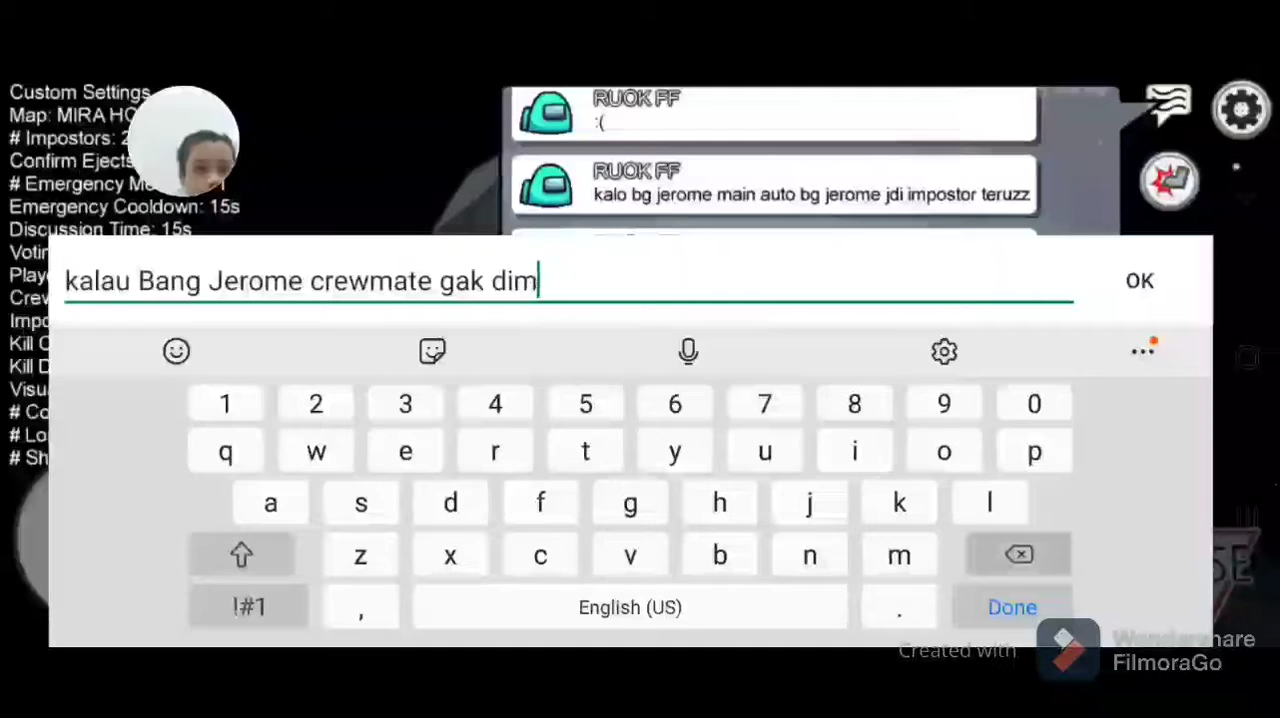 Custom Settings
Map: MIRA HQ
# Impostors: 2
Confirm Ejects
# Emergency
Emergency Cooldown: 15s
Discussion Time: 15s
RUOK FF
:(
RUOK FF
kalo bg jerome main auto bg jerome jdi impostor teruzz
kalau Bang Jerome crewmate gak dim
OK
1 2 3 4 5 6 7 8 9 0
q w e r t y u i o p
a s d f g h j k l
z x c v b n m
!#1 , English (US) . Done
Created with
Wondershare
FilmoraGo